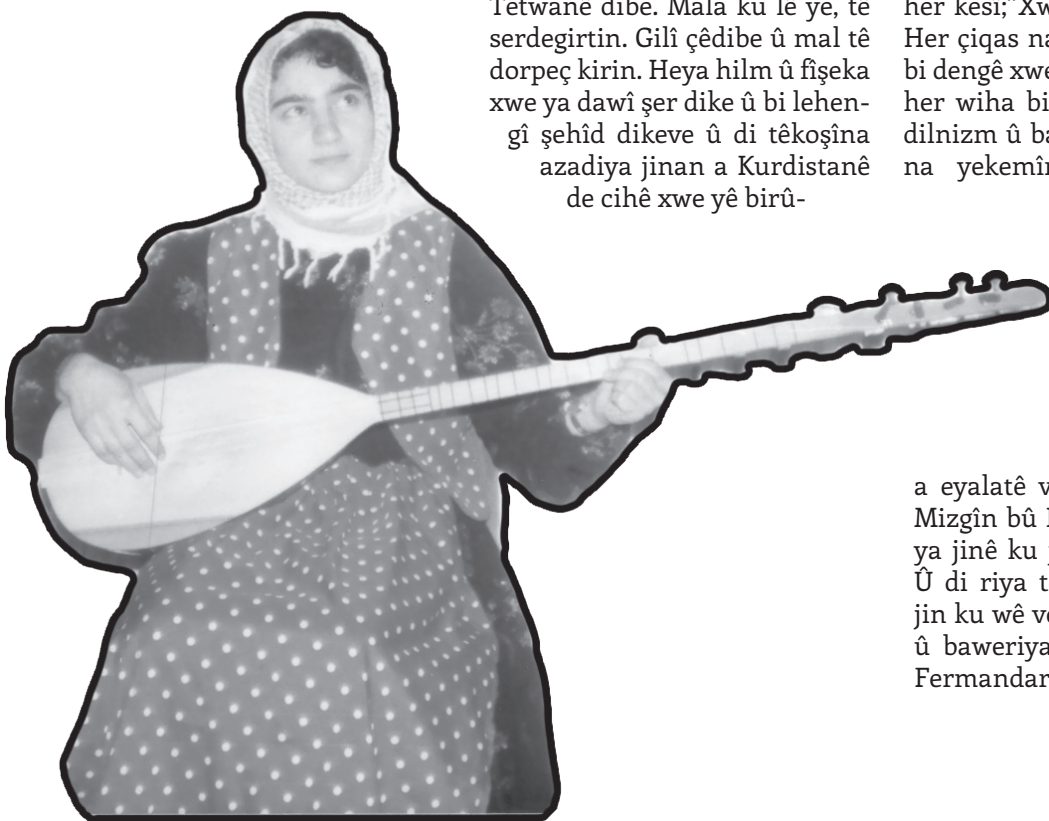 Tetwanê dibe. Mala ku lê ye, tê
serdegirtin. Gilî çêdibe û mal tê
dorpeç kirin. Heya hilm û fîşeka
xwe ya dawî şer dike û bi lehen-
gî şehîd dikeve û di têkoşîna
azadiya jinan a Kurdistanê
de cihê xwe yê birû-
her kesî;"Xw
Her çiqas na
bi dengê xwe
her wiha bi
dilnizm û ba
na yekemîn
a eyalatê v
Mizgîn bû
ya jinê ku
Û di riya t
jin ku wê ve
û baweriya
Fermandar